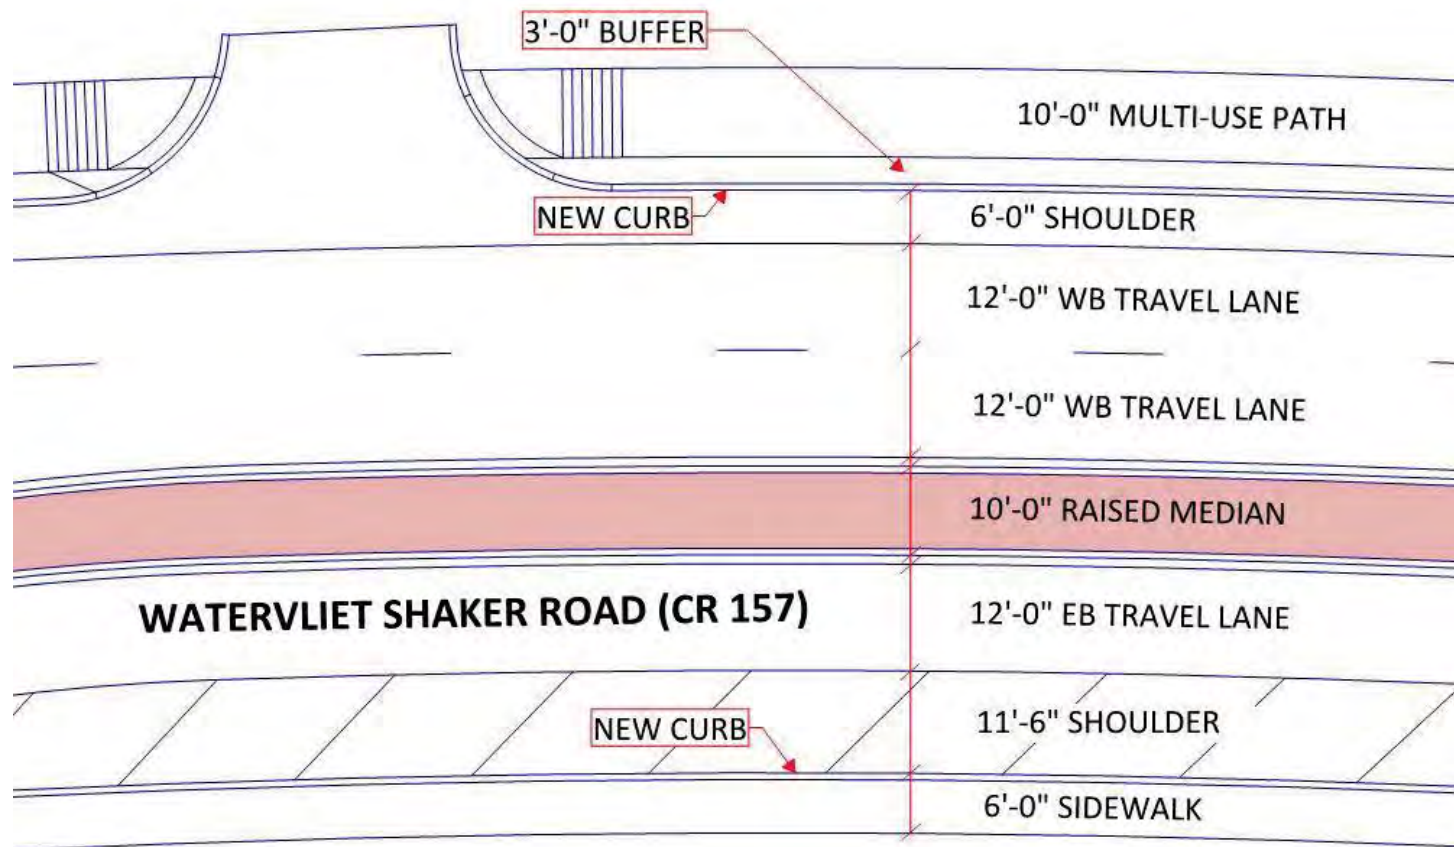 3'-0" BUFFER
10'-0" MULTI-USE PATH
NEW CURB
6'-0" SHOULDER
12'-0" WB TRAVEL LANE
12'-0" WB TRAVEL LANE
10'-0" RAISED MEDIAN
WATERVLIET SHAKER ROAD (CR 157)
12'-0" EB TRAVEL LANE
11'-6" SHOULDER
NEW CURB
6'-0" SIDEWALK